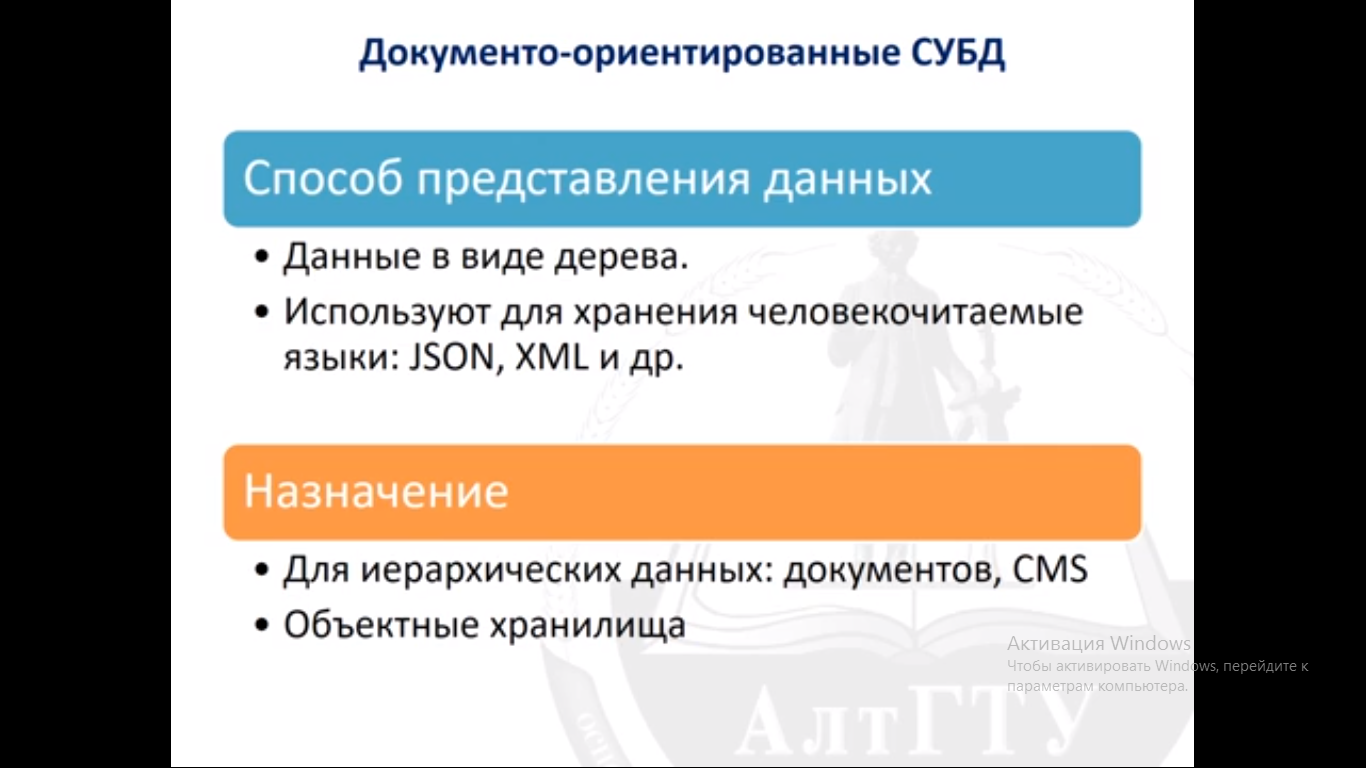 Документо-ориентированные СУБД
Способ представления данных
• Данные в виде дерева.
• Используют для хранения человекочитаемые
языки: JSON, XML и др.
Назначение
• Для иерархических данных: документов, CMS
• Объектные хранилища
Активация Windows
Чтобы активировать Windows, перейдите к
параметрам компьютера.
АлтГТУ